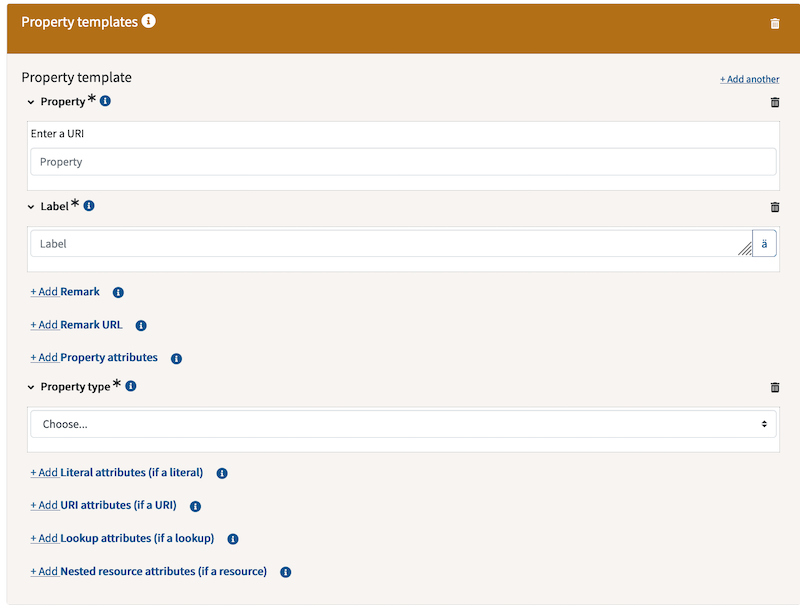 Property templates
Property template
+ Add another
Property*
Enter a URI
Property
Label*
Label
ä
+ Add Remark
+ Add Remark URL
+ Add Property attributes
Property type*
Choose...
+ Add Literal attributes (if a literal)
+ Add URI attributes (if a URI)
+ Add Lookup attributes (if a lookup)
+ Add Nested resource attributes (if a resource)